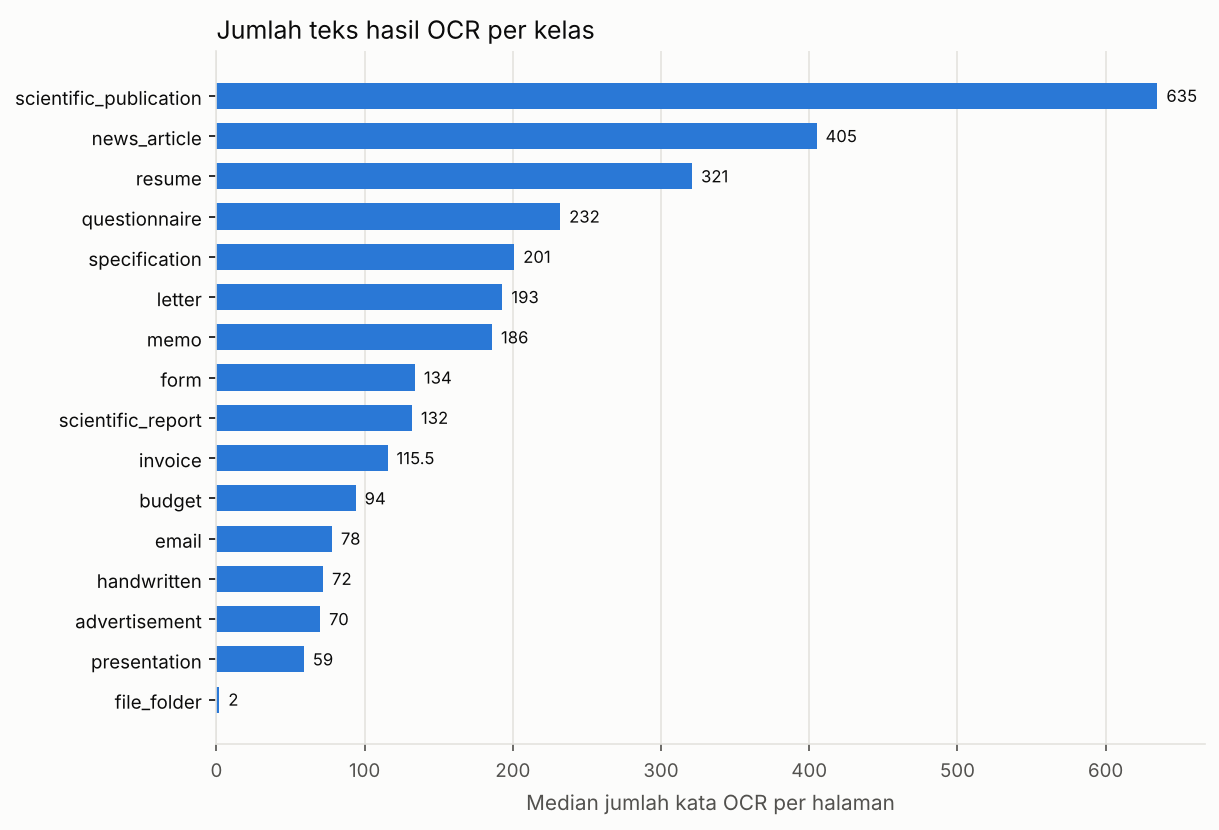 Jumlah teks hasil OCR per kelas
scientific_publication 635
news_article 405
resume 321
questionnaire 232
specification 201
letter 193
memo 186
form 134
scientific_report 132
invoice 115.5
budget 94
email 78
handwritten 72
advertisement 70
presentation 59
file_folder 2
0 100 200 300 400 500 600
Median jumlah kata OCR per halaman